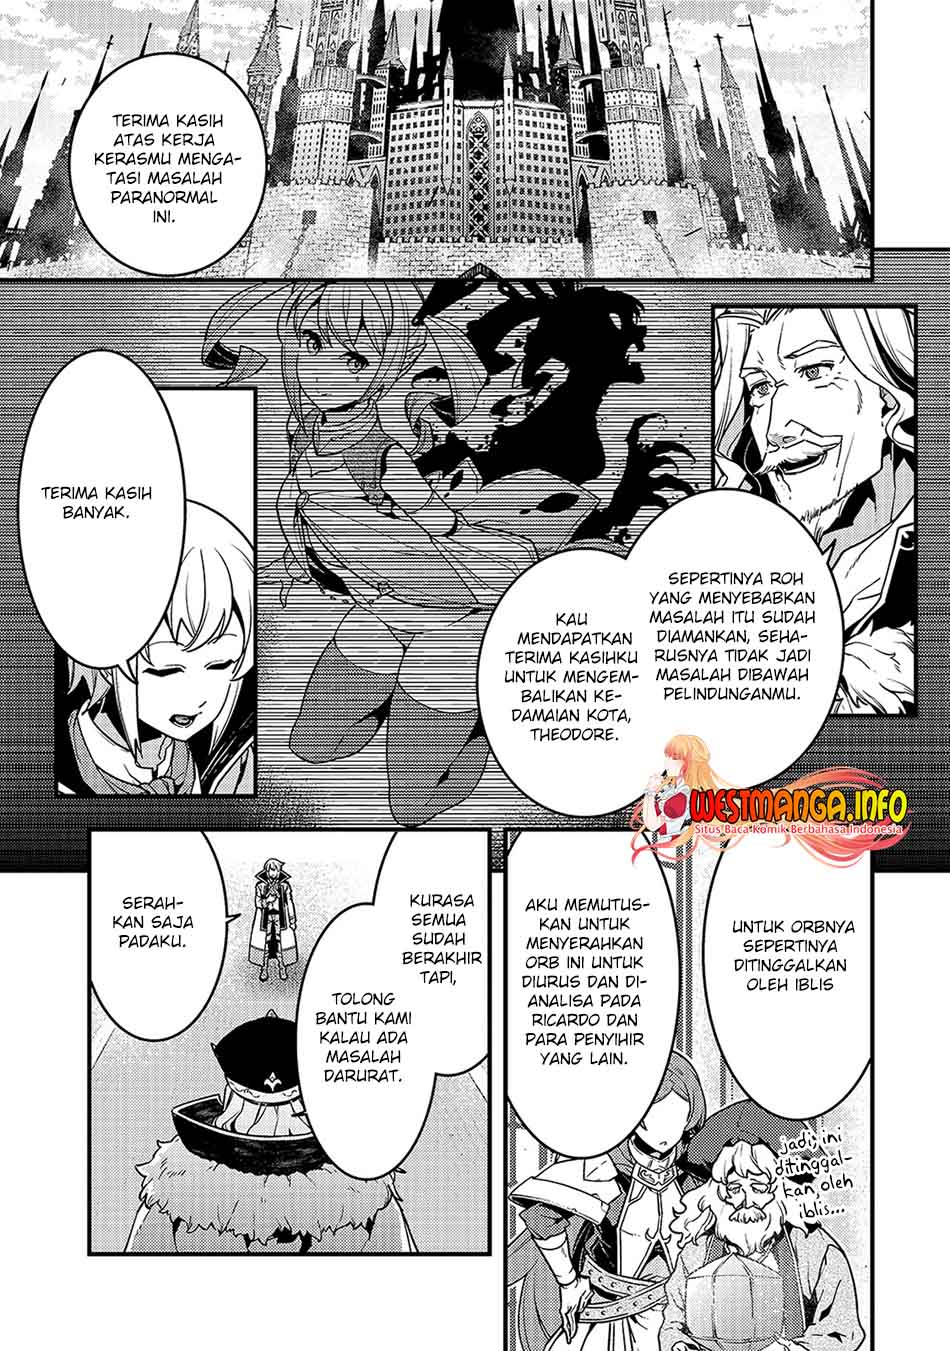 TERIMA KASIH
ATAS KERJA
KERASMU MENGA-
TASI MASALAH
PARANORMAL
INI.
SEPERTINYA ROH
YANG MENYEBABKAN
MASALAH ITU SUDAH
DIAMANKAN, SEHA-
RUSNYA TIDAK JADI
MASALAH DIBAWAH
PELINDUNGANMU.
KAU
MENDAPATKAN
TERIMA KASIHKU
UNTUK MENGEM-
BALIKAN KE-
DAMAIAN KOTA,
THEODORE.
TERIMA KASIH
BANYAK.
WESTMANGA.INFO
Situs Baca Komik Berbahasa Indonesia
UNTUK ORBNYA
SEPERTINYA
DITINGGALKAN
OLEH IBLIS
AKU MEMUTUS-
KAN UNTUK
MENYERAHKAN
ORB INI UNTUK
DIURUS DAN DI-
ANALISA PADA
RICARDO DAN
PARA PENYIHIR
YANG LAIN.
jadi, ini
ditinggal-
kan oleh
iblis...
KURASA
SEMUA
SUDAH
BERAKHIR
TAPI,
TOLONG
BANTU KAMI
KALAU ADA
MASALAH
DARURAT.
SERAH-
KAN SAJA
PADAKU.